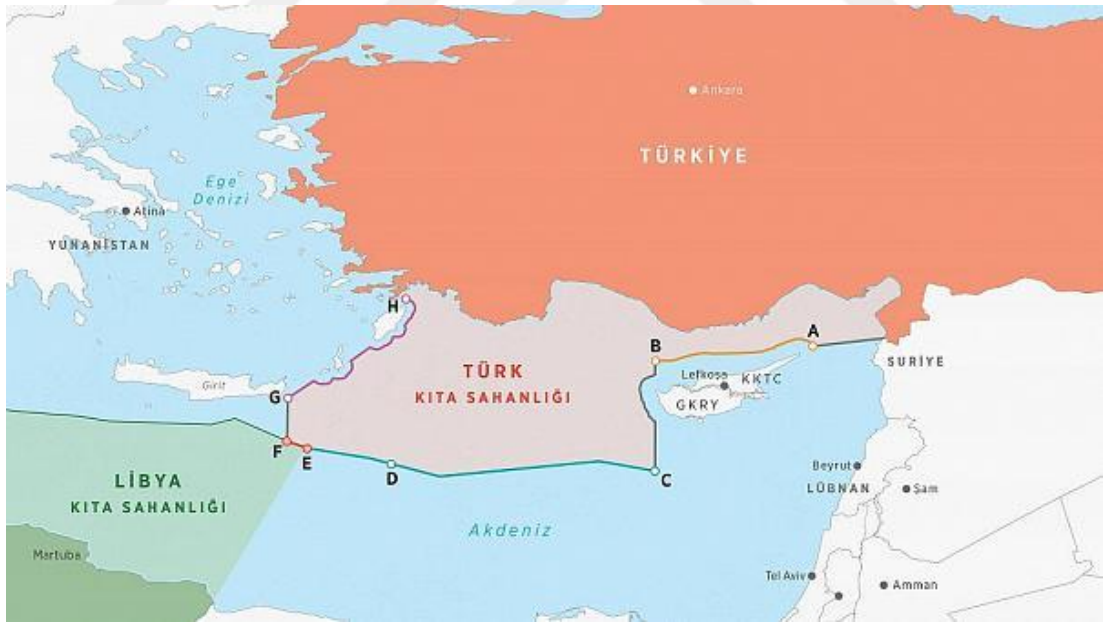 Ankara
TÜRKİYE
Ege
Denizi
Atina
YUNANİSTAN
H
A
B
SURİYE
TÜRK
KITA SAHANLIĞI
Lefkoşa
KKTC
Girit
G
GKRY
F
E
D
C
Beyrut
LÜBNAN
Şam
LİBYA
KITA SAHANLIĞI
Akdeniz
Martuba
Tel Aviv
Amman